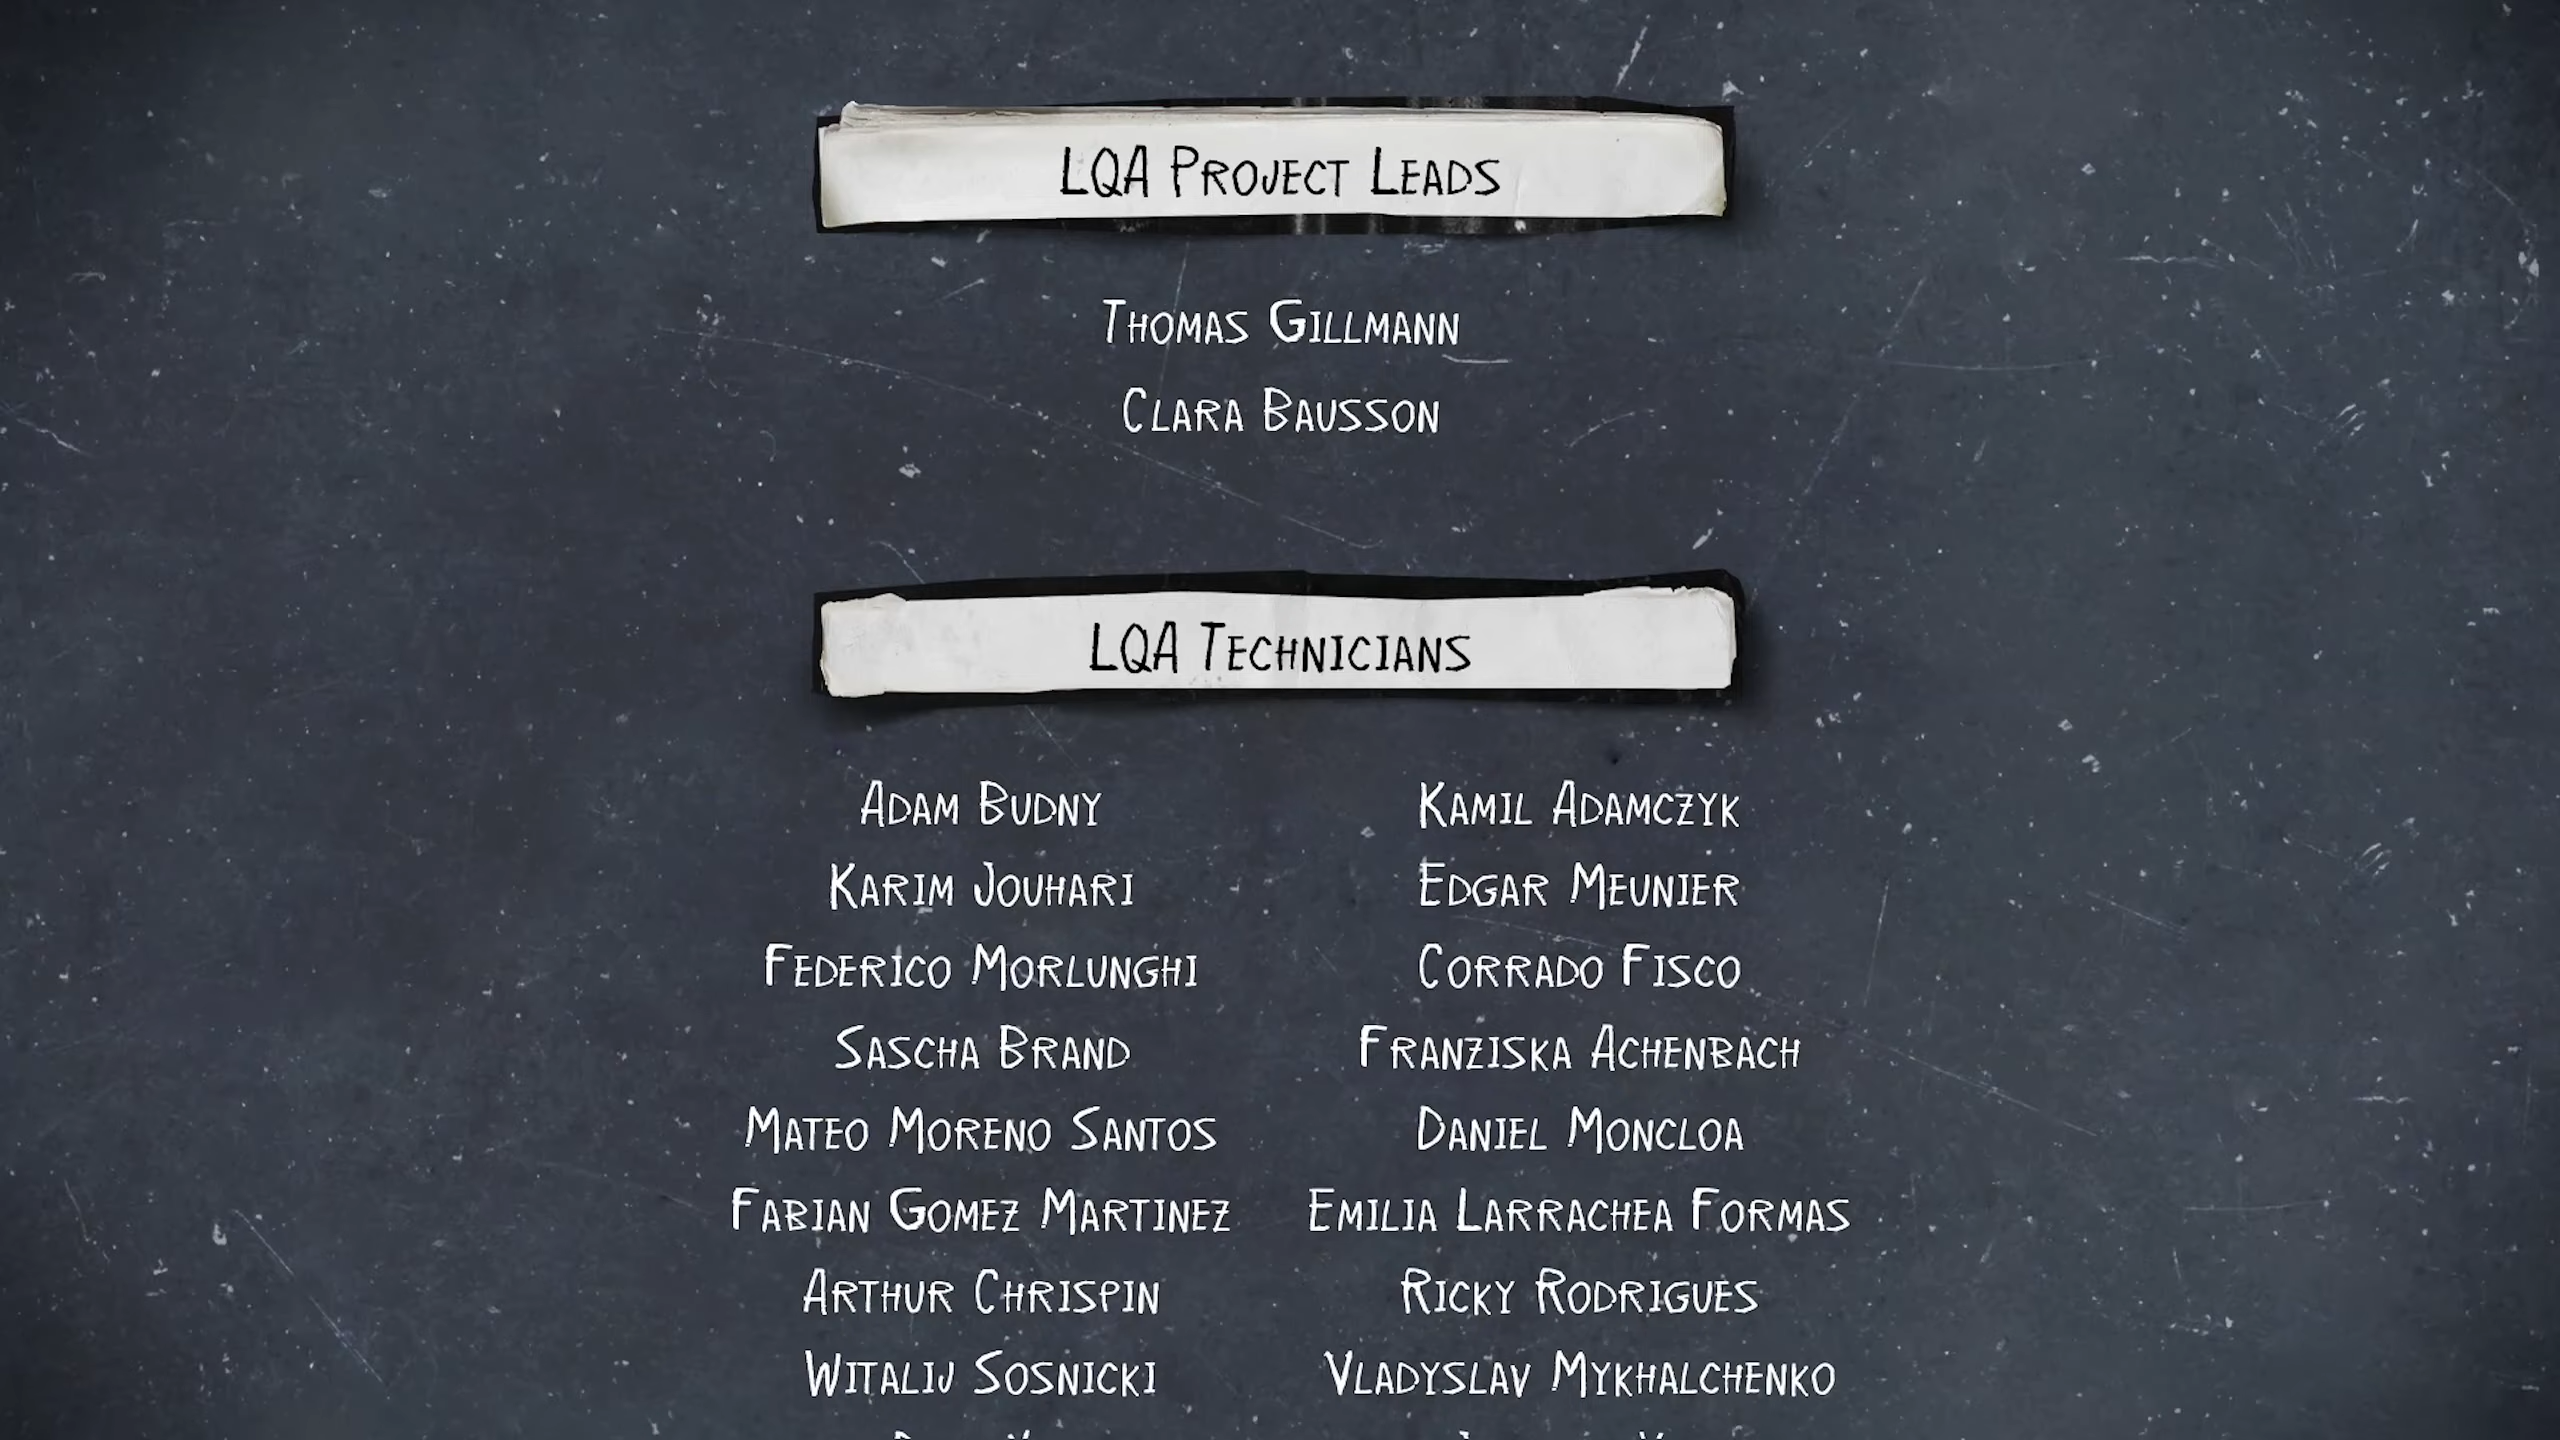 LQA Project Leads
Thomas Gillmann
Clara Bausson
LQA Technicians
Adam Budny Kamil Adamczyk
Karim Jouhari Edgar Meunier
Federico Morlunghi Corrado Fisco
Sascha Brand Franziska Achenbach
Mateo Moreno Santos Daniel Moncloa
Fabian Gomez Martinez Emilia Larrachea Formas
Arthur Chrispin Ricky Rodrigues
Witalij Sosnicki Vladyslav Mykhalchenko